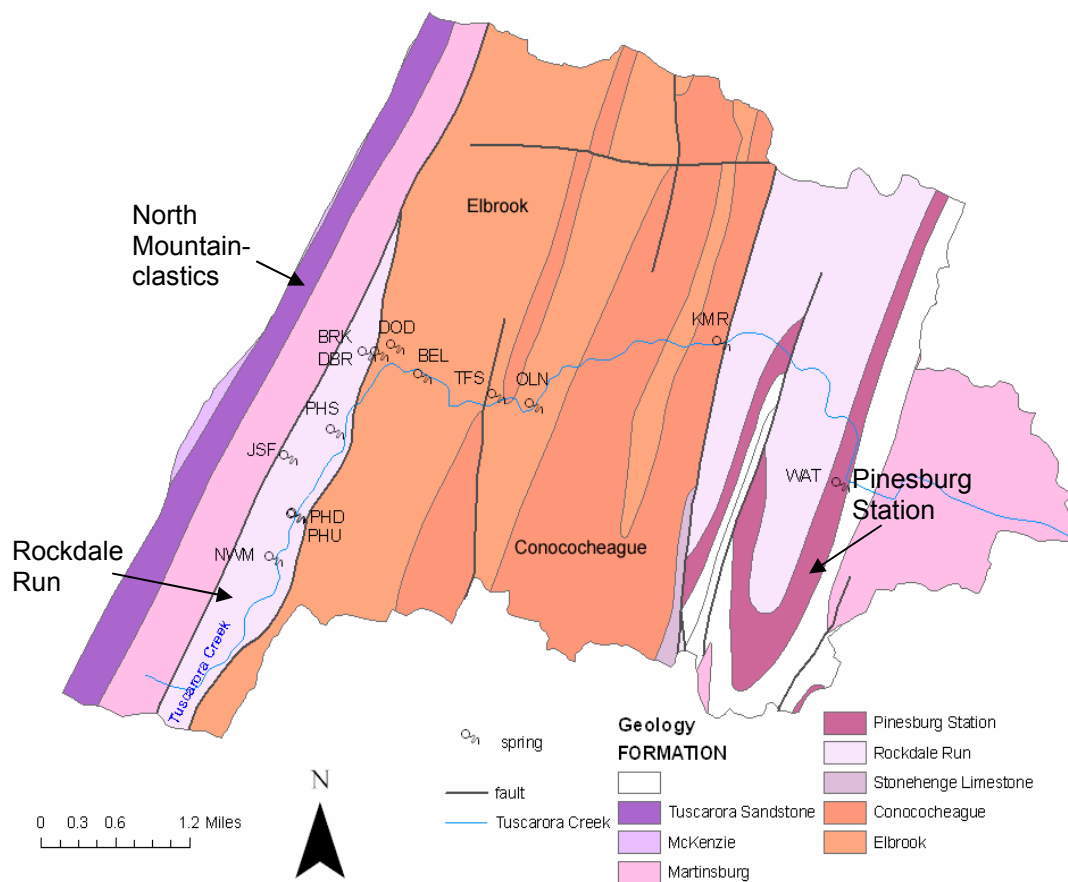 North
Mountain-
clastics
Elbrook
BRK
DOD
DBR
BEL
KMR
TFS
OLN
PHS
JSF
WAT
Pinesburg
Station
PHD
PHU
Rockdale
Run
NWM
Conococheague
Tuscarora Creek
spring
fault
Tuscarora Creek
N
0 0.3 0.6 1.2 Miles
Geology
FORMATION
Tuscarora Sandstone
McKenzie
Martinsburg
Pinesburg Station
Rockdale Run
Stonehenge Limestone
Conococheague
Elbrook